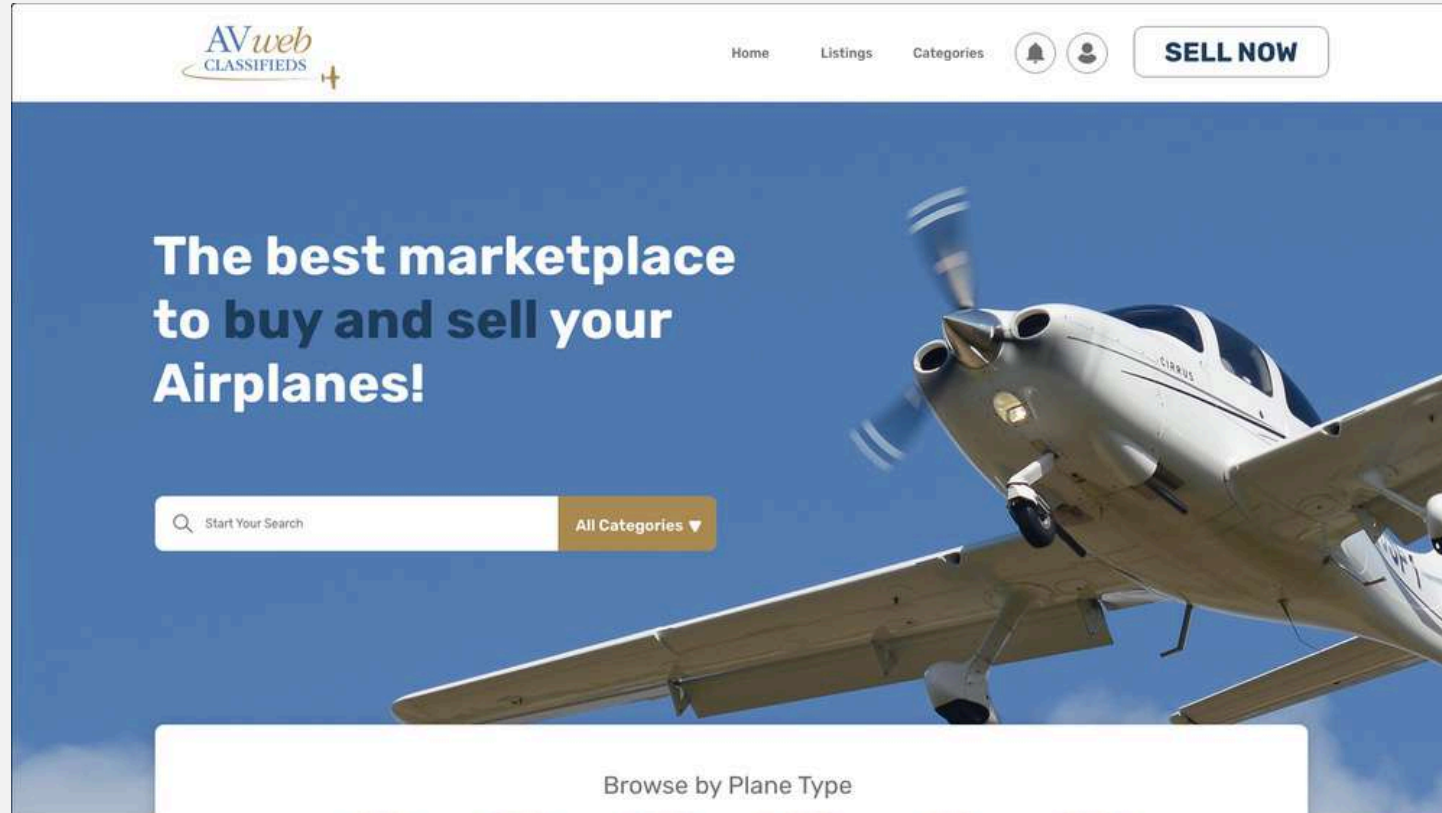 AVweb
CLASSIFIEDS
Home
Listings
Categories
SELL NOW
The best marketplace
to buy and sell your
Airplanes!
Start Your Search
All Categories
CIRRUS
Browse by Plane Type